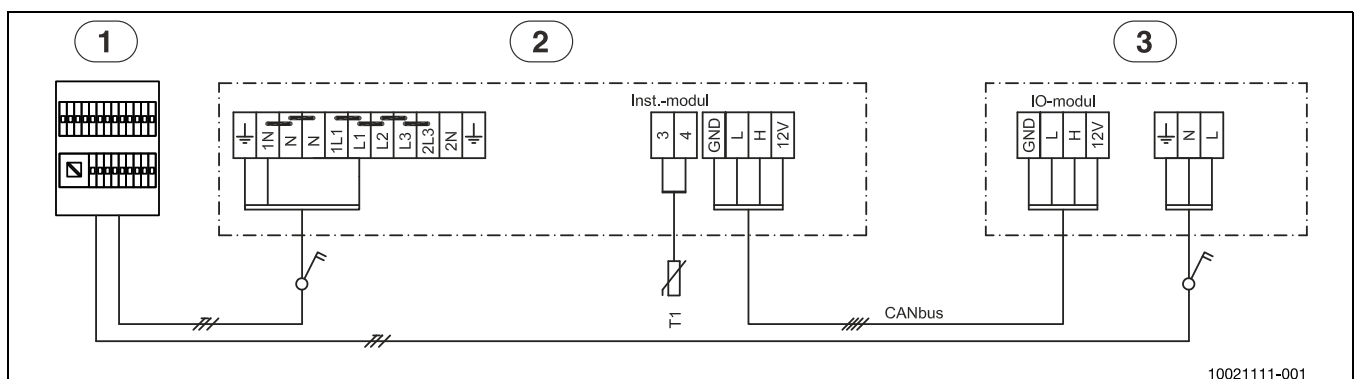 1 2 3
Inst.-modul IO-modul
1N N N 1L1 L1 L2 L3 2L3 2N 3 4 GND L H 12V GND L H 12V N L
T1
CANbus
10021111-001